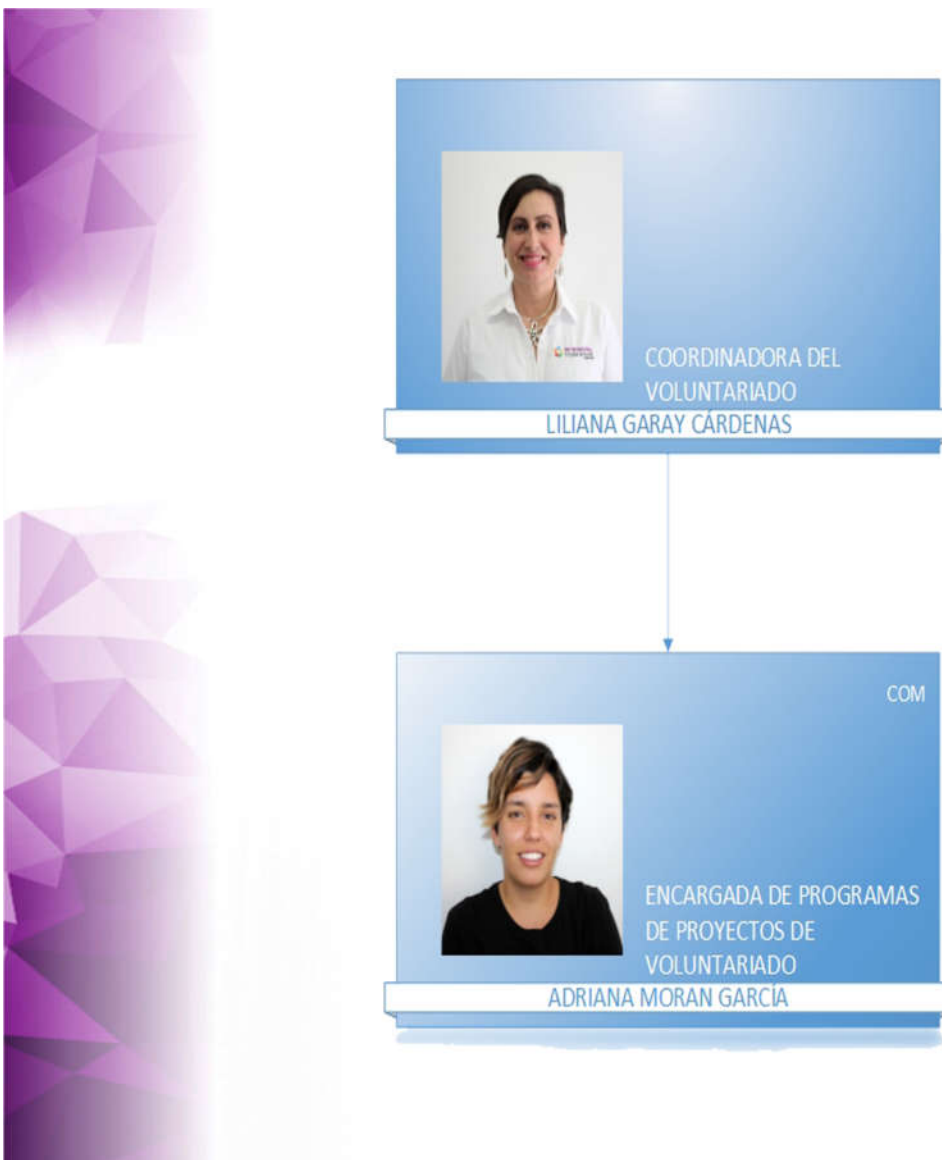 COORDINADORA DEL
VOLUNTARIADO
LILIANA GARAY CÁRDENAS
COM
ENCARGADA DE PROGRAMAS
DE PROYECTOS DE
VOLUNTARIADO
ADRIANA MORAN GARCÍA